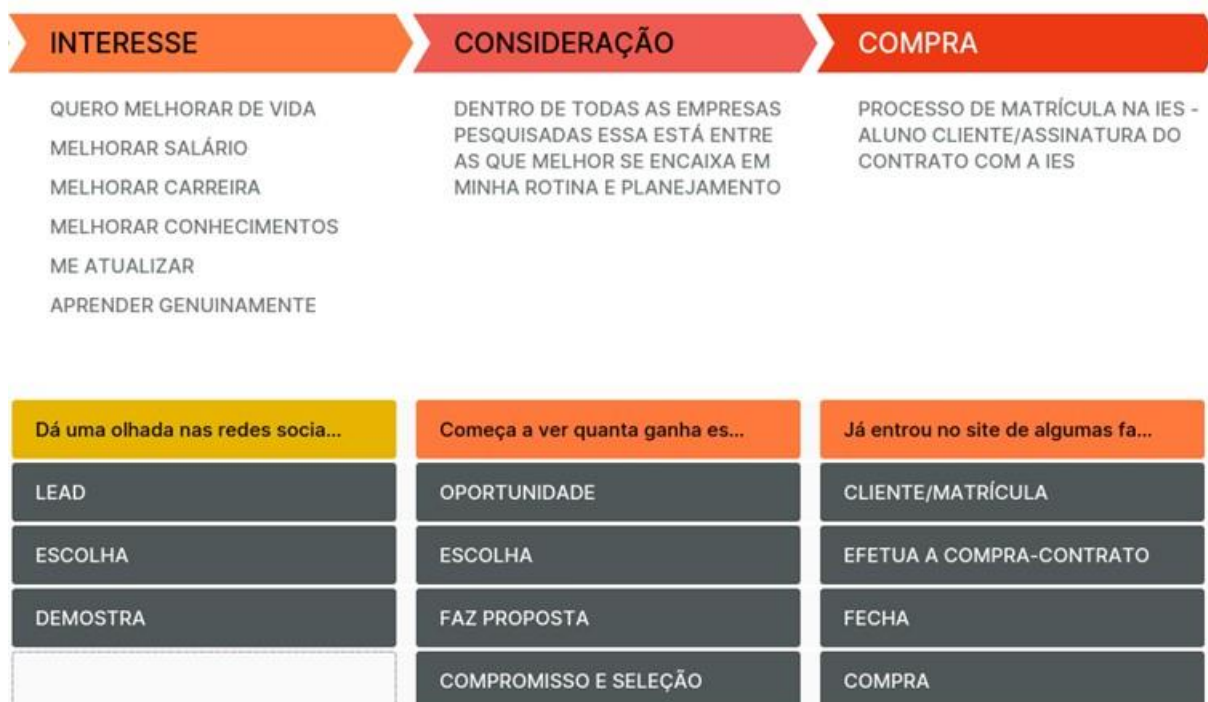 INTERESSE
CONSIDERAÇÃO
COMPRA
QUERO MELHORAR DE VIDA
MELHORAR SALÁRIO
MELHORAR CARREIRA
MELHORAR CONHECIMENTOS
ME ATUALIZAR
APRENDER GENUINAMENTE
DENTRO DE TODAS AS EMPRESAS
PESQUISADAS ESSA ESTÁ ENTRE
AS QUE MELHOR SE ENCAIXA EM
MINHA ROTINA E PLANEJAMENTO
PROCESSO DE MATRÍCULA NA IES -
ALUNO CLIENTE/ASSINATURA DO
CONTRATO COM A IES
Dá uma olhada nas redes socia...
Começa a ver quanta ganha es...
Já entrou no site de algumas fa...
LEAD
OPORTUNIDADE
CLIENTE/MATRÍCULA
ESCOLHA
ESCOLHA
EFETUA A COMPRA-CONTRATO
DEMOSTRA
FAZ PROPOSTA
FECHA
COMPROMISSO E SELEÇÃO
COMPRA